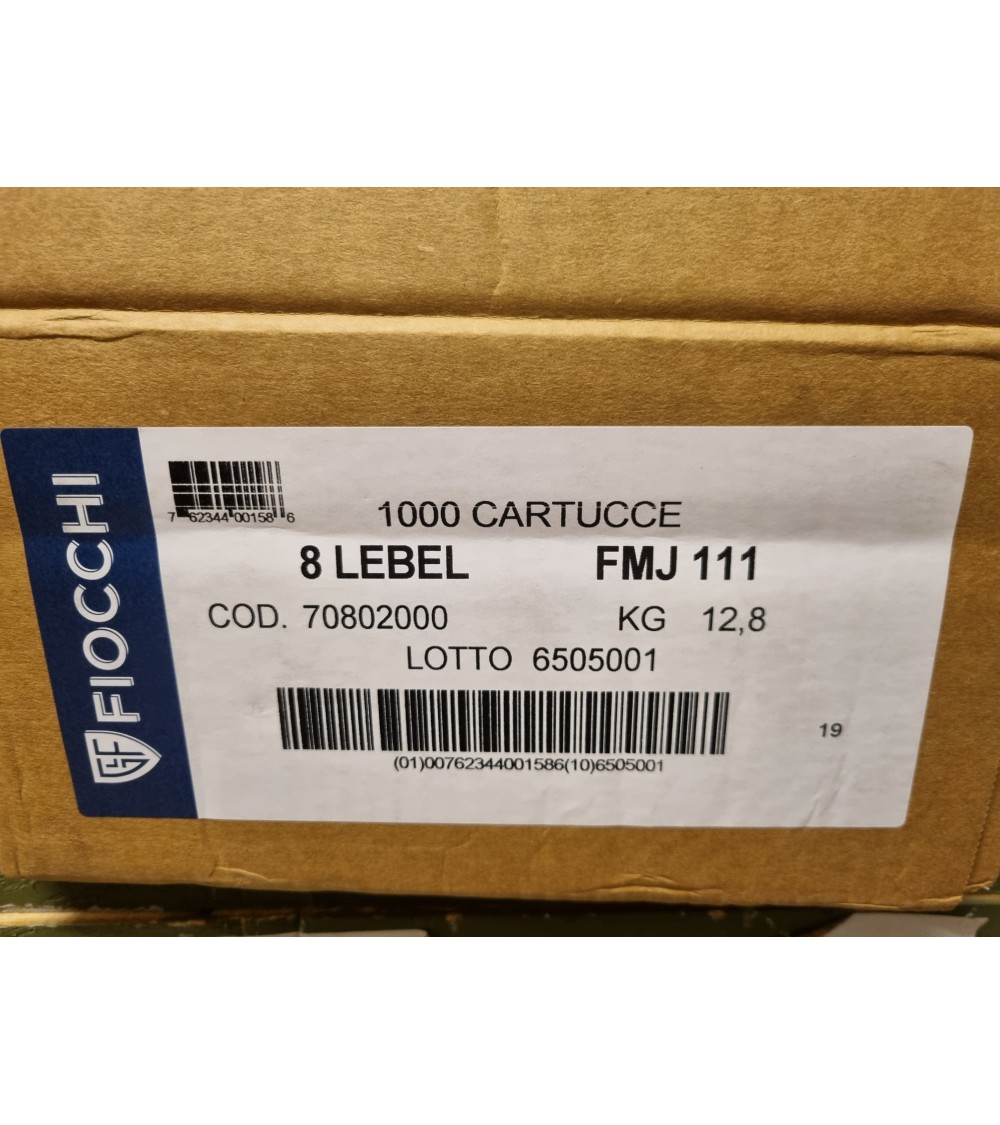 FIOCCHI
7 62344 00158 6
1000 CARTUCCE
8 LEBEL FMJ 111
COD. 70802000 KG 12,8
LOTTO 6505001
(01)00762344001586(10)6505001
19